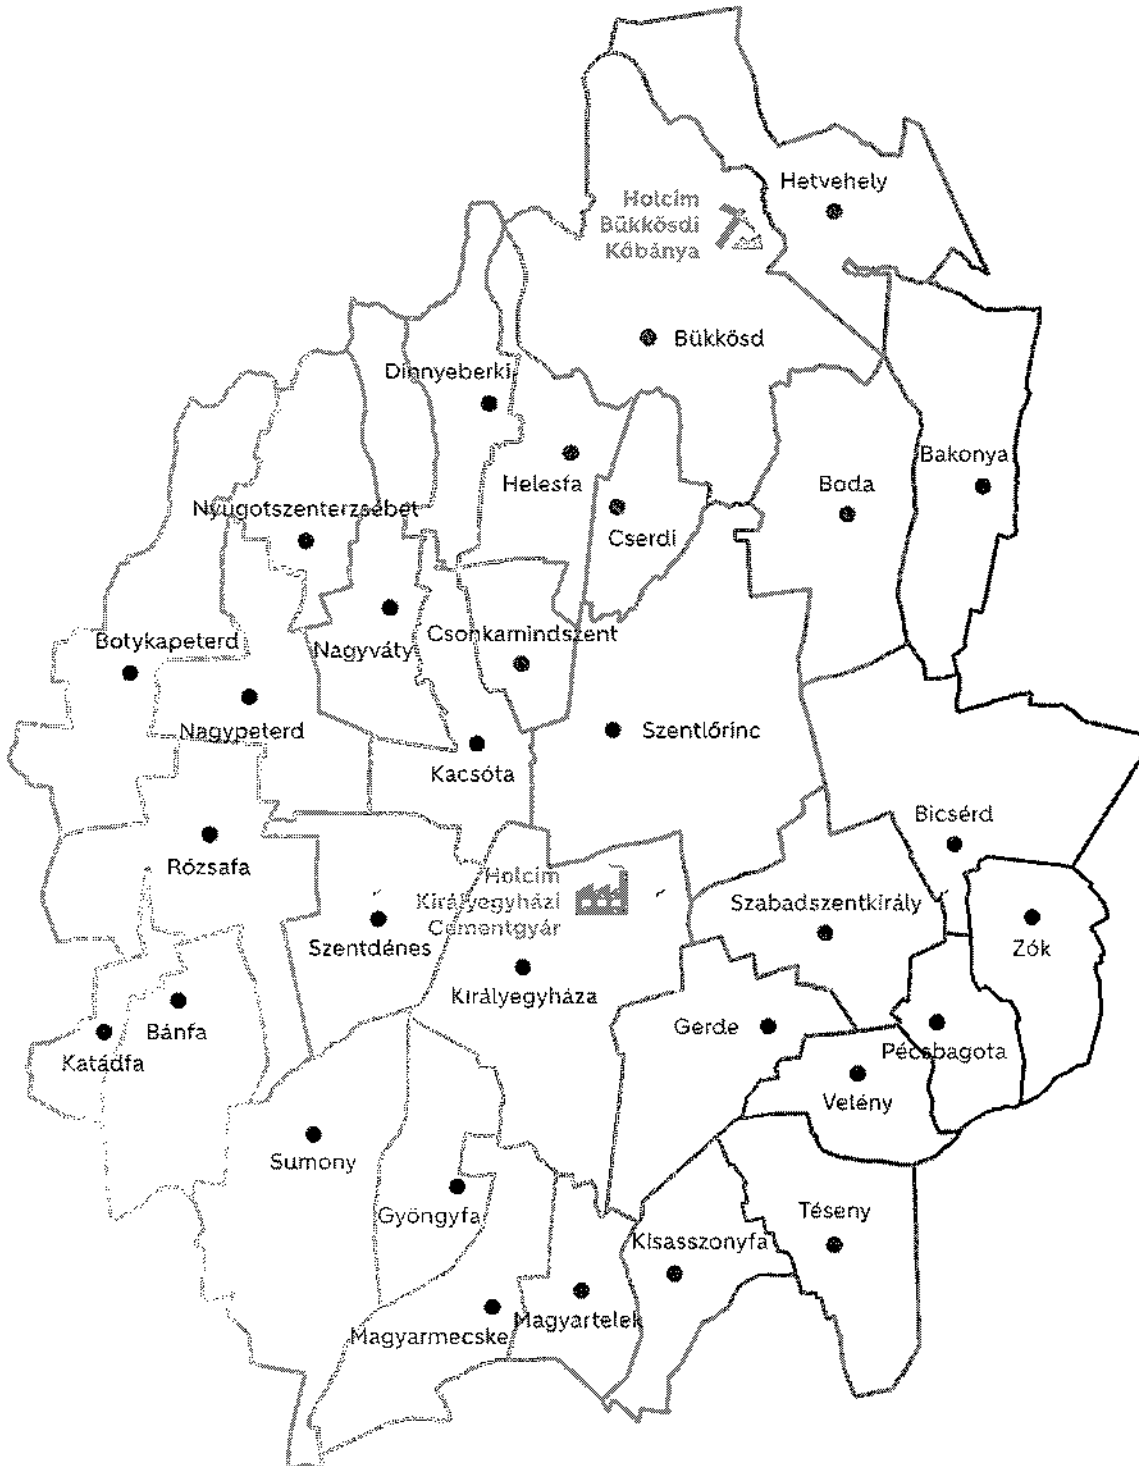 Hetvehely
Holcim
Bükkösdi
Kőbánya
Bükkösd
Dinnyeberki
Bakonya
Helesfa
Boda
Nyugotszenterzsébet
Cserdi
Csonkamindszent
Botykapeterd
Nagyváty
Nagypeterd
Szentlőrinc
Kacsóta
Bicsérd
Rózsafa
Holcim
Királyegyházi
Cementgyár
Szabadszentkirály
Szentdénes
Zók
Királyegyháza
Gerde
Bánfa
Pécsbagota
Katádfa
Velény
Sumony
Téseny
Gyöngyfa
Kisasszonyfa
Magyartelek
Magyarmecske